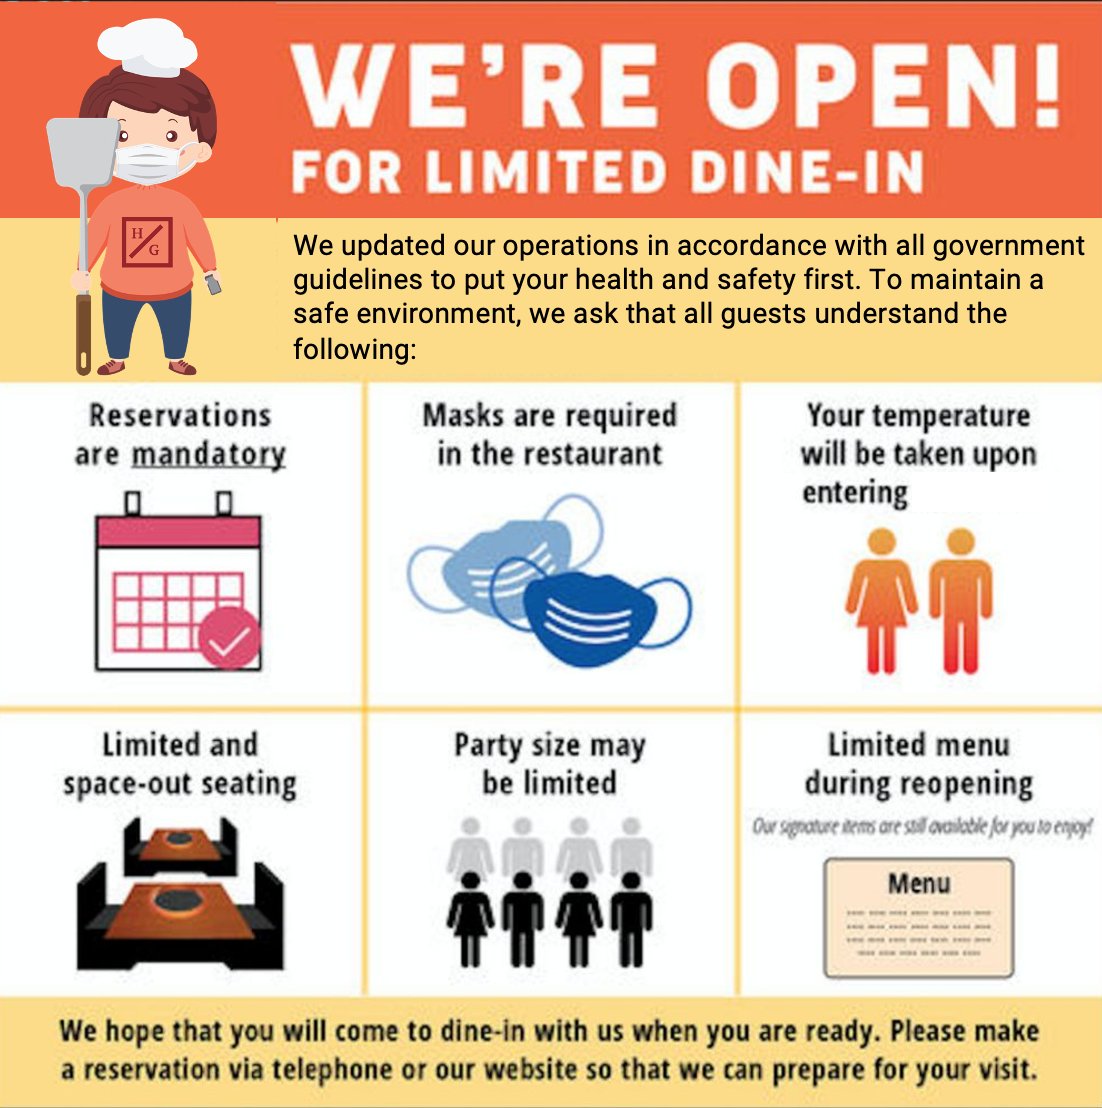 WE'RE OPEN!
FOR LIMITED DINE-IN
H
G
We updated our operations in accordance with all government
guidelines to put your health and safety first. To maintain a
safe environment, we ask that all guests understand the
following:
Reservations
are mandatory
Masks are required
in the restaurant
Your temperature
will be taken upon
entering
Limited and
space-out seating
Party size may
be limited
Limited menu
during reopening
Our signature items are still available for you to enjoy!
Menu
We hope that you will come to dine-in with us when you are ready. Please make
a reservation via telephone or our website so that we can prepare for your visit.